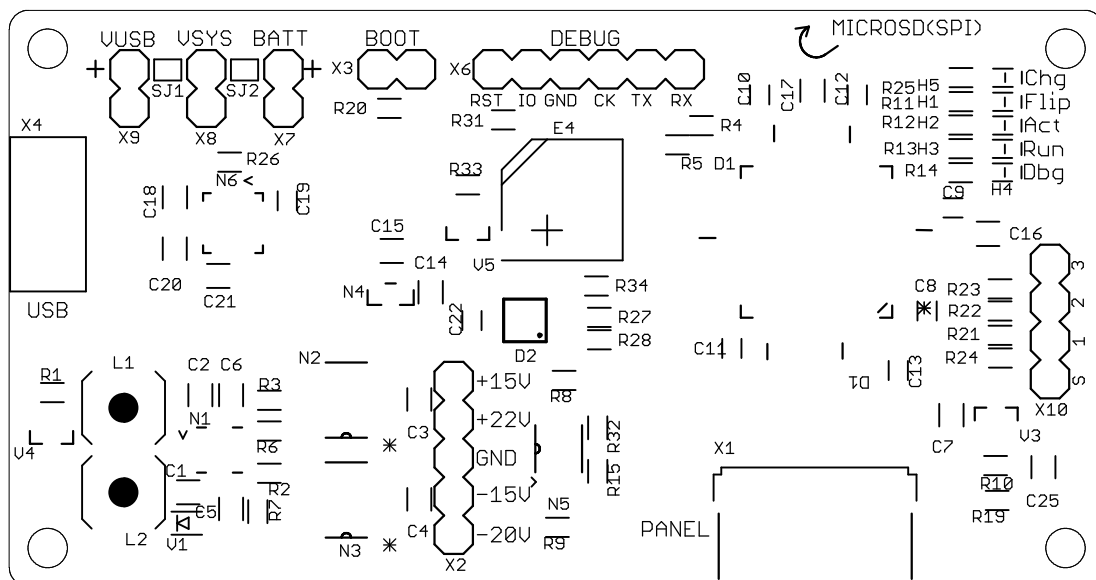 MICROSD(SPI)
VUSB VSYS BATT BOOT DEBUG
+ + X3 X6
SJ1 SJ2
RST IO GND CK TX RX
R20 R31 C10 C17 C12
R25 H5 Chg
R11 H1 Flip
R12 H2 Act
R13 H3 Run
R14 Dbg
H4
X4 X9 X8 X7 E4 R4
R26 R33 R5 D1
N6 C18 C19 C9
C15 V5 C16
C20 C21 C14 N4
R34 C8 R23 3
USB C22 R27 R22 2
D2 R28 C11 R21 1
R24 S
L1 C2 C6 N2 +15V D1 C13
R1 R3 R8 X10
N1 C3 +22V R32 C7 V3
V4 R6 X1
C1 GND R15
R2 R10
C5 R7 -15V N5 C25
R19
V1 C4 R9 PANEL
L2 N3 X2 -20V